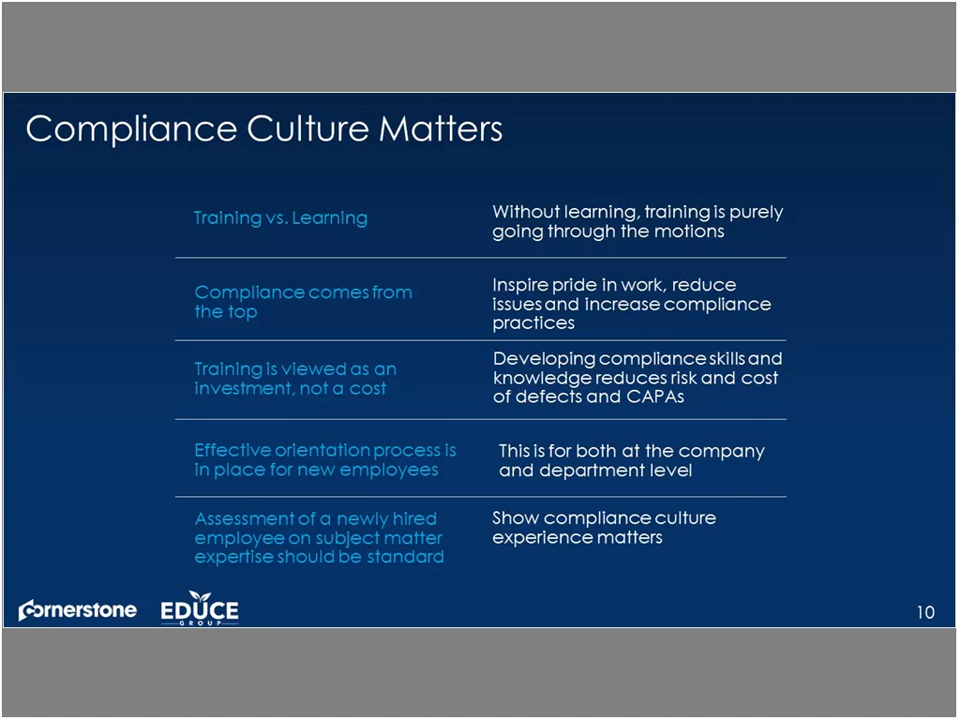 Compliance Culture Matters
Training vs. Learning
Without learning, training is purely
going through the motions
Compliance comes from
the top
Inspire pride in work, reduce
issues and increase compliance
practices
Training is viewed as an
investment, not a cost
Developing compliance skills and
knowledge reduces risk and cost
of defects and CAPAs
Effective orientation process is
in place for new employees
This is for both at the company
and department level
Assessment of a newly hired
employee on subject matter
expertise should be standard
Show compliance culture
experience matters
cornerstone
EDUCE
GROUP
10